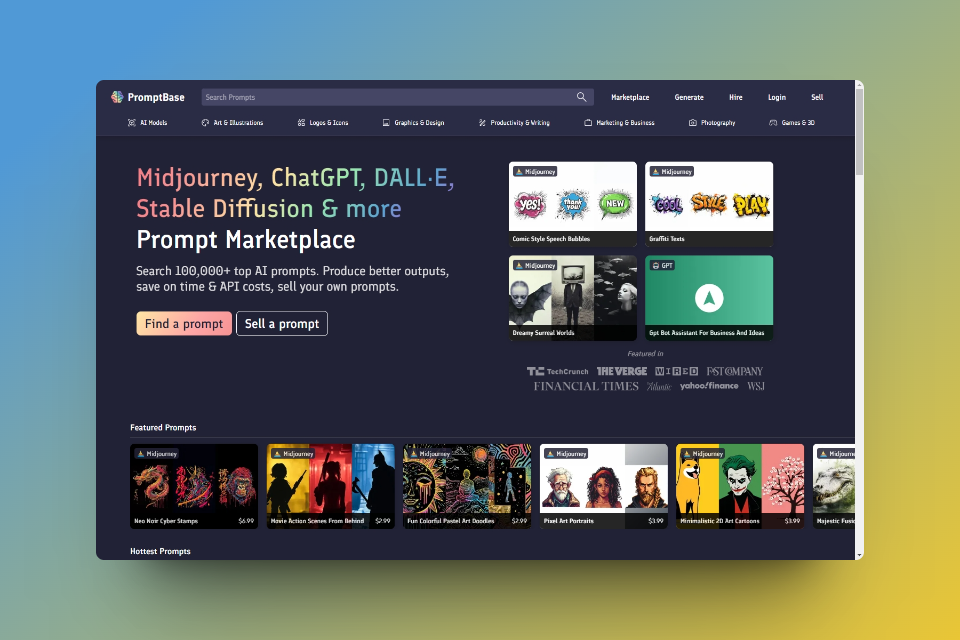 PromptBase
Search Prompts
Marketplace
Generate
Hire
Login
Sell
AI Models
Art & Illustrations
Logos & Icons
Graphics & Design
Productivity & Writing
Marketing & Business
Photography
Games & 3D
Midjourney, ChatGPT, DALL·E,
Stable Diffusion & more
Prompt Marketplace
Search 100,000+ top AI prompts. Produce better outputs,
save on time & API costs, sell your own prompts.
Find a prompt
Sell a prompt
Midjourney
yes!
thank you!
NEW
Comic Style Speech Bubbles
Midjourney
COOL
STYLE
PLAY
Graffiti Texts
Midjourney
Dreamy Surreal Worlds
GPT
Gpt Bot Assistant For Business And Ideas
Featured in
TC TechCrunch
THE VERGE
WIRED
FAST COMPANY
FINANCIAL TIMES
Atlantic
yahoo!finance
WSJ
Featured Prompts
Midjourney
Neo Noir Cyber Stamps
$6.99
Midjourney
Movie Action Scenes From Behind
$2.99
Midjourney
Fun Colorful Pastel Art Doodles
$2.99
Midjourney
Pixel Art Portraits
$3.99
Midjourney
Minimalistic 2D Art Cartoons
$3.99
Midjourn
Majestic Fusio
Hottest Prompts